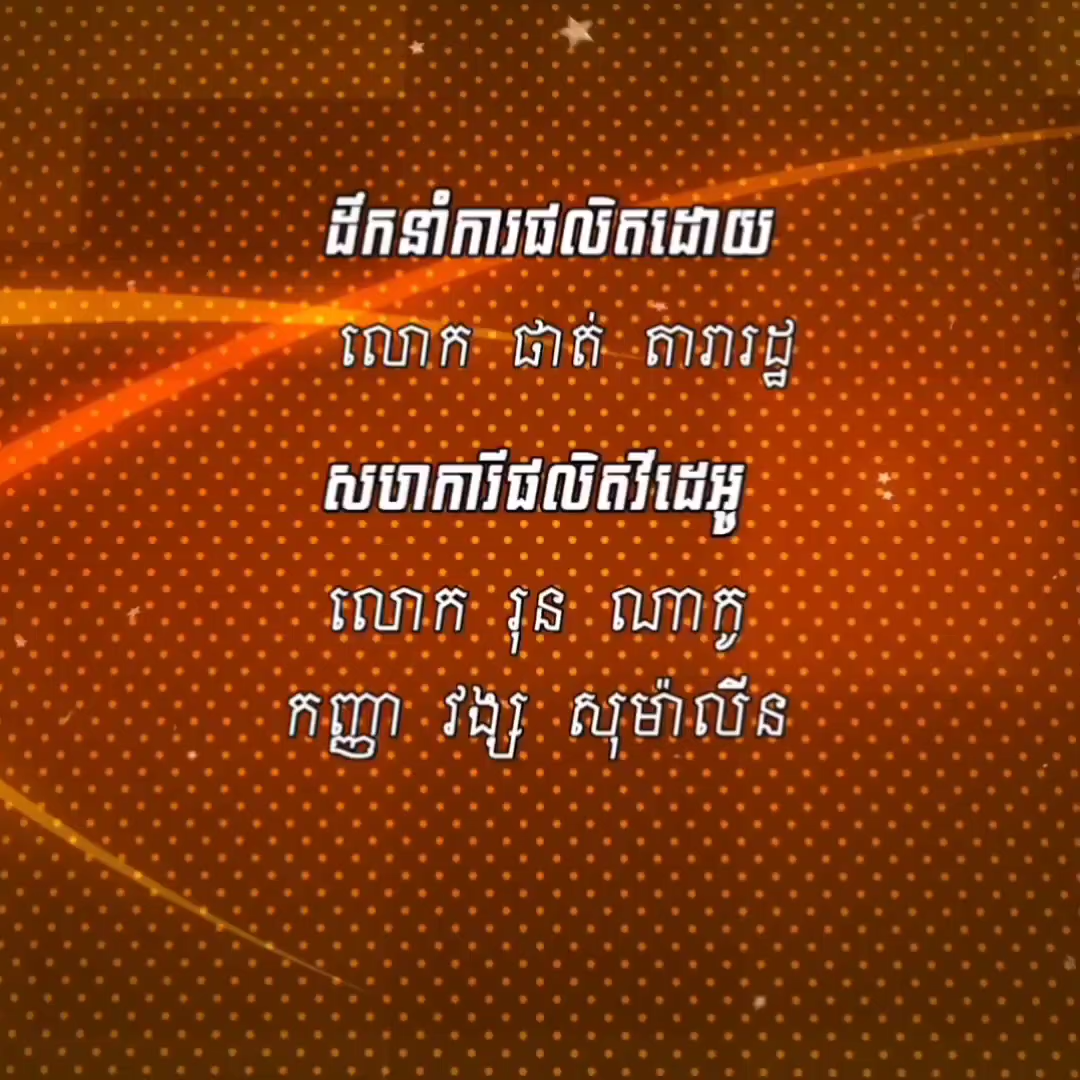 ដឹកនាំការផលិតដោយ
លោក ផាត់ តារារដ្ឋ
សហការីផលិតវីដេអូ
លោក រុន ណាកូ
កញ្ញា វង្ស សុម៉ាលីន